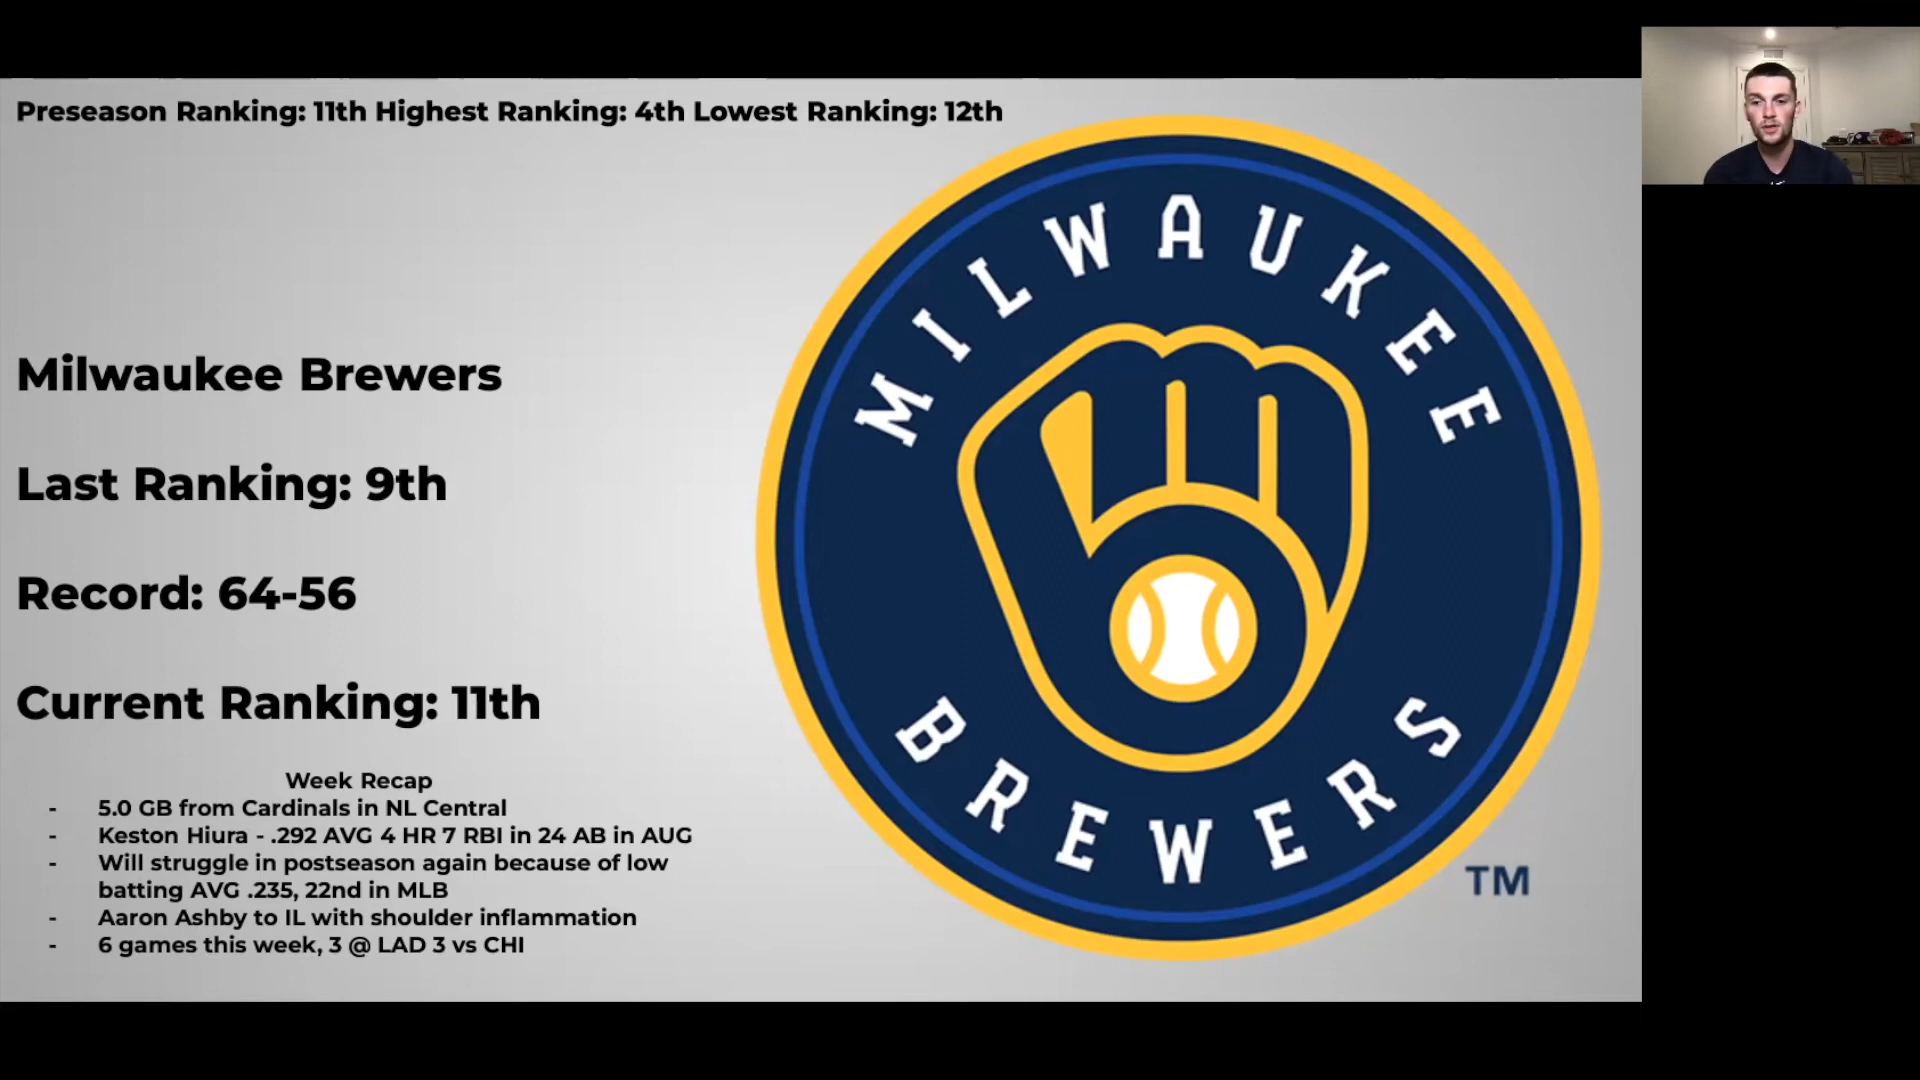 Preseason Ranking: 11th Highest Ranking: 4th Lowest Ranking: 12th
Milwaukee Brewers
Last Ranking: 9th
Record: 64-56
Current Ranking: 11th
Week Recap
- 5.0 GB from Cardinals in NL Central
- Keston Hiura - .292 AVG 4 HR 7 RBI in 24 AB in AUG
- Will struggle in postseason again because of low
batting AVG .235, 22nd in MLB
- Aaron Ashby to IL with shoulder inflammation
- 6 games this week, 3 @ LAD 3 vs CHI
MILWAUKEE
BREWERS
TM